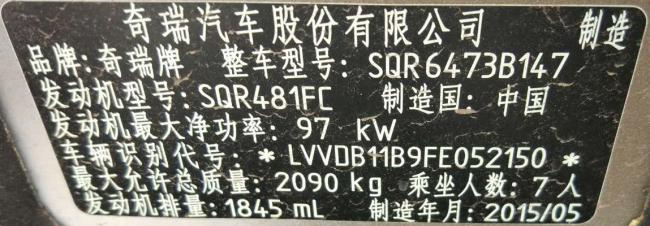 奇瑞汽车股份有限公司 制造
品牌: 奇瑞牌 整车型号: SQR6473B147
发动机型号: SQR481FC 制造国: 中国
发动机最大净功率: 97 kW
车辆识别代号: * LVVDB11B9FE052150 *
最大允许总质量: 2090 kg 乘坐人数: 7 人
发动机排量: 1845 mL 制造年月: 2015/05